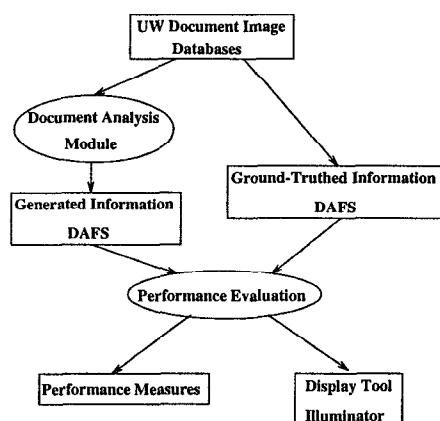 UW Document Image
Databases
Document Analysis
Module
Ground-Truthed Information
DAFS
Generated Information
DAFS
Performance Evaluation
Performance Measures
Display Tool
Illuminator